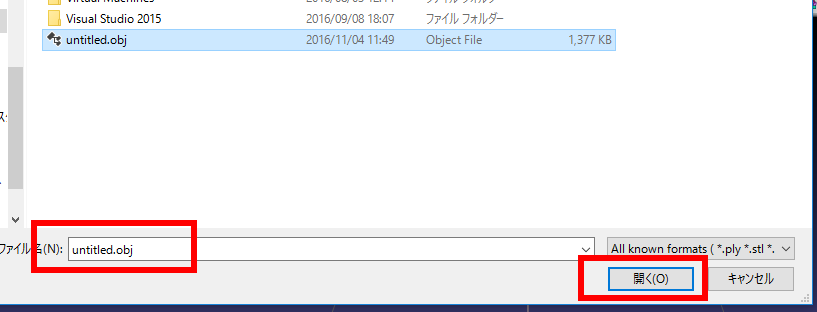 Visual Studio 2015 2016/09/08 18:07 ファイル フォルダー
untitled.obj 2016/11/04 11:49 Object File 1,377 KB
ファイル名(N): untitled.obj All known formats ( *.ply *.stl *.
開く(O) キャンセル